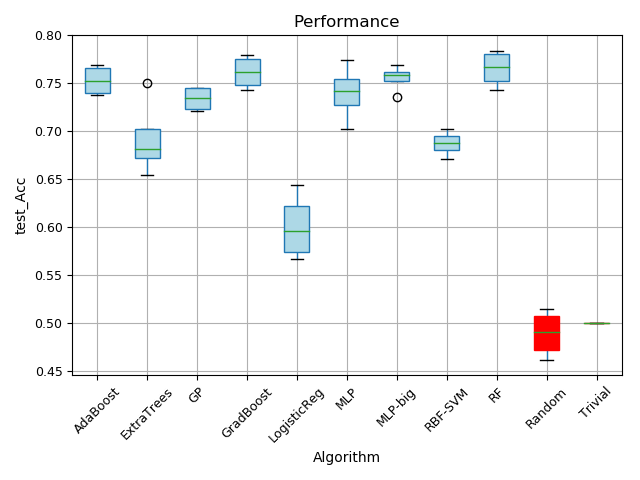 Performance
test_Acc
0.80
0.75
0.70
0.65
0.60
0.55
0.50
0.45
AdaBoost
ExtraTrees
GP
GradBoost
LogisticReg
MLP
MLP-big
RBF-SVM
RF
Random
Trivial
Algorithm